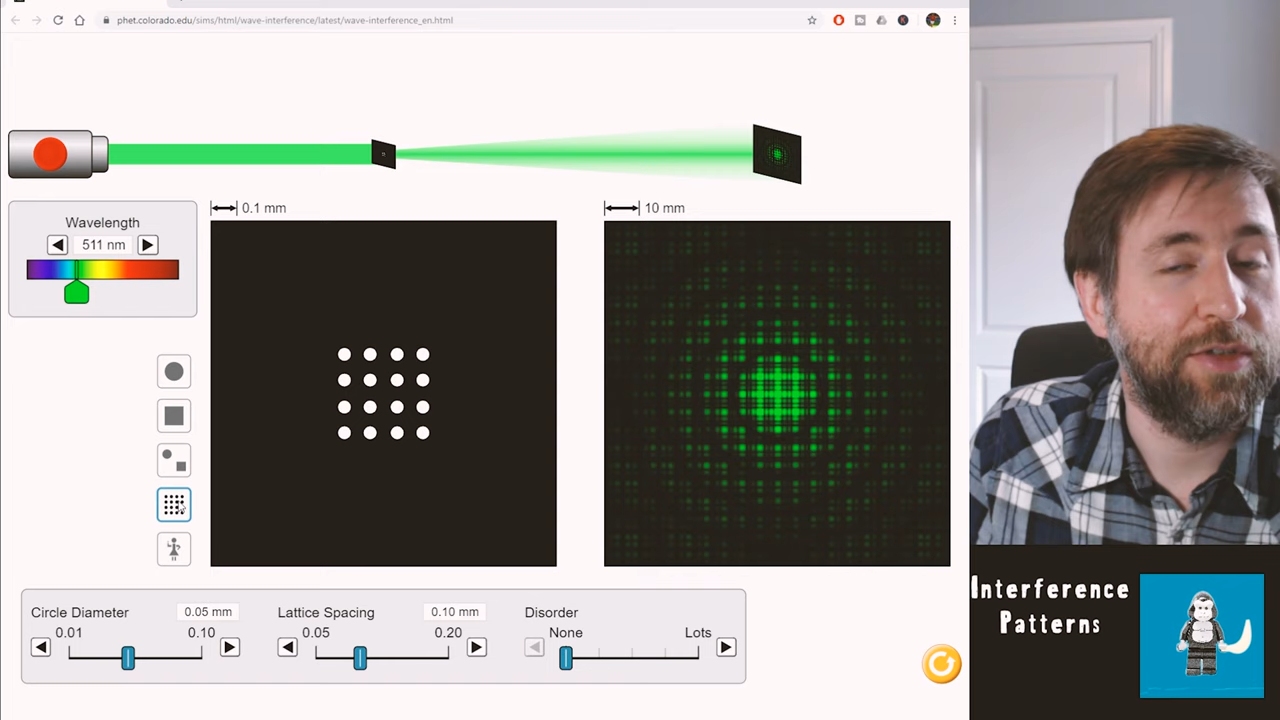 phet.colorado.edu/sims/html/wave-interference/latest/wave-interference_en.html
0.1 mm
10 mm
Wavelength
511 nm
Circle Diameter
0.05 mm
0.01
0.10
Lattice Spacing
0.10 mm
0.05
0.20
Disorder
None
Lots
Interference
Patterns